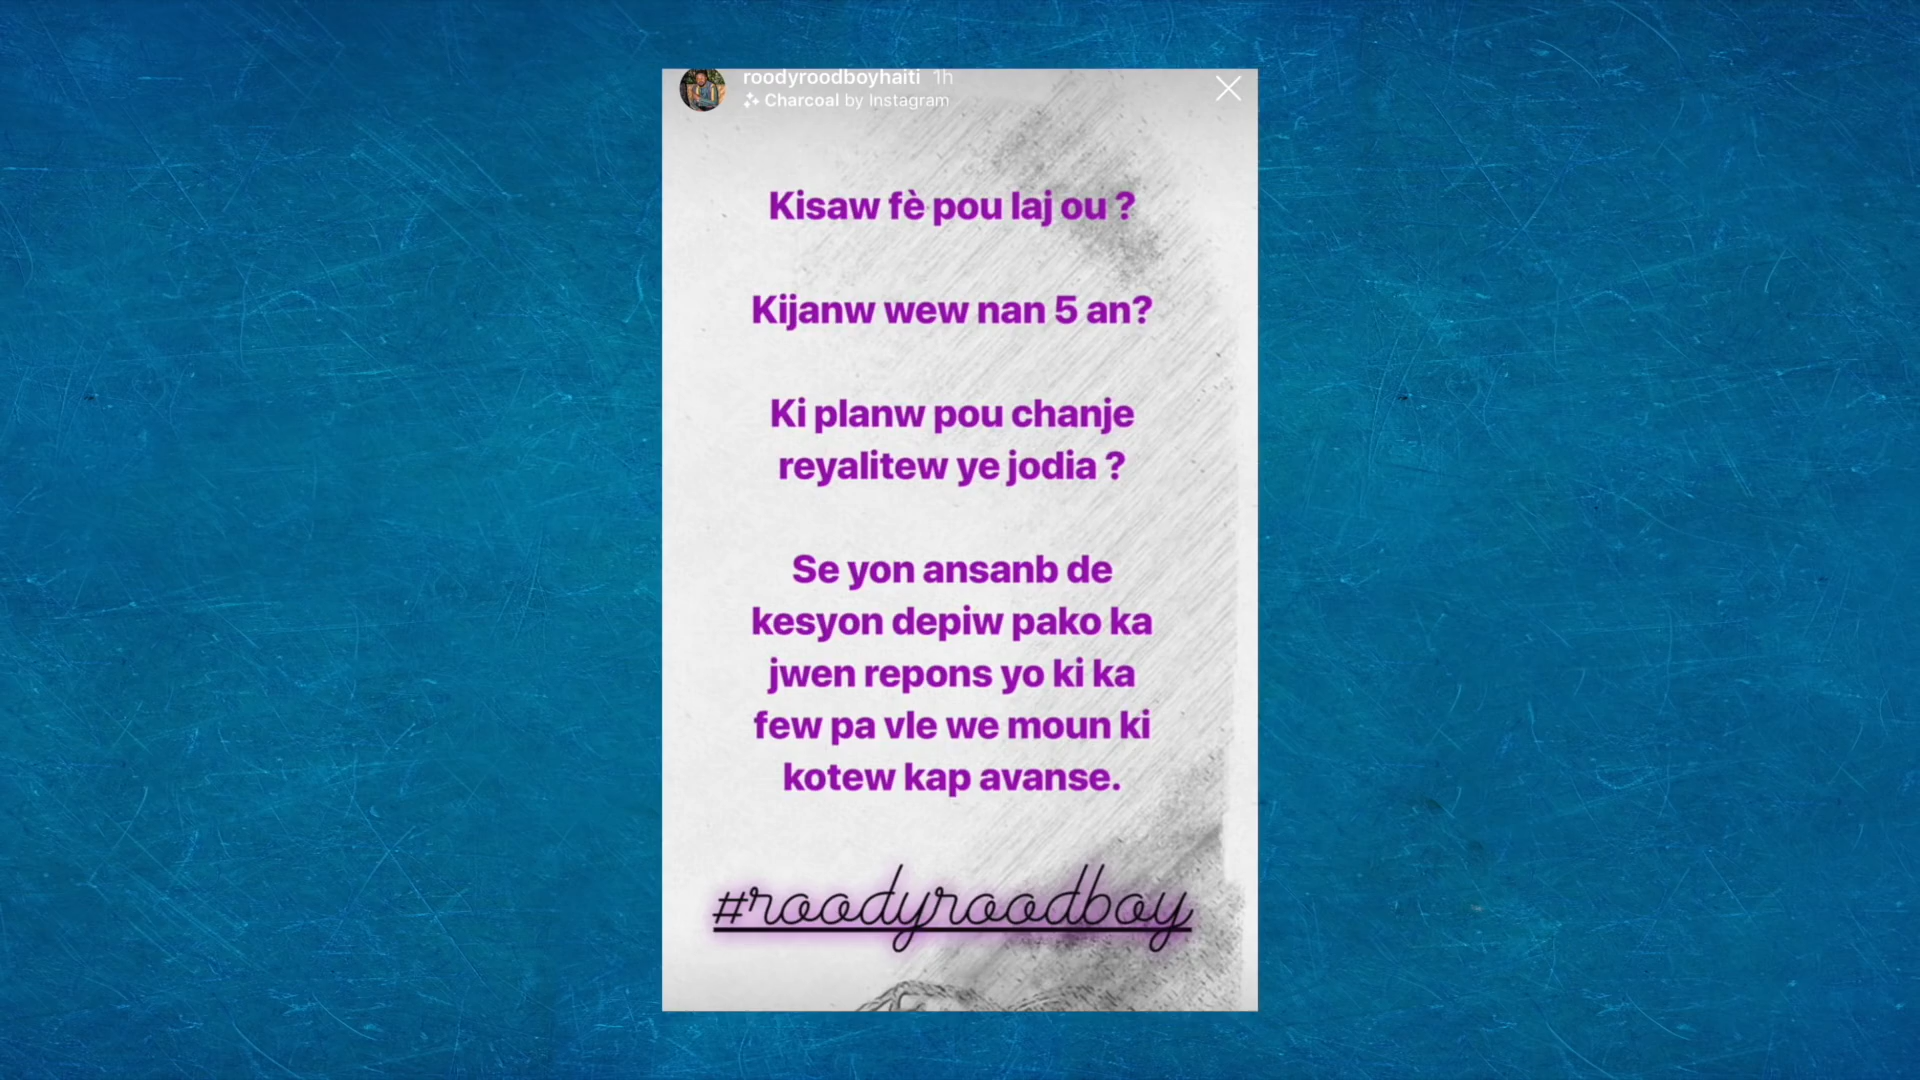 roodyroodboyhaiti 1h
Charcoal by Instagram
Kisaw fè pou laj ou ?
Kijanw wew nan 5 an?
Ki planw pou chanje
reyalitew ye jodia ?
Se yon ansanb de
kesyon depiw pako ka
jwen repons yo ki ka
few pa vle we moun ki
kotew kap avanse.
#roodyroodboy